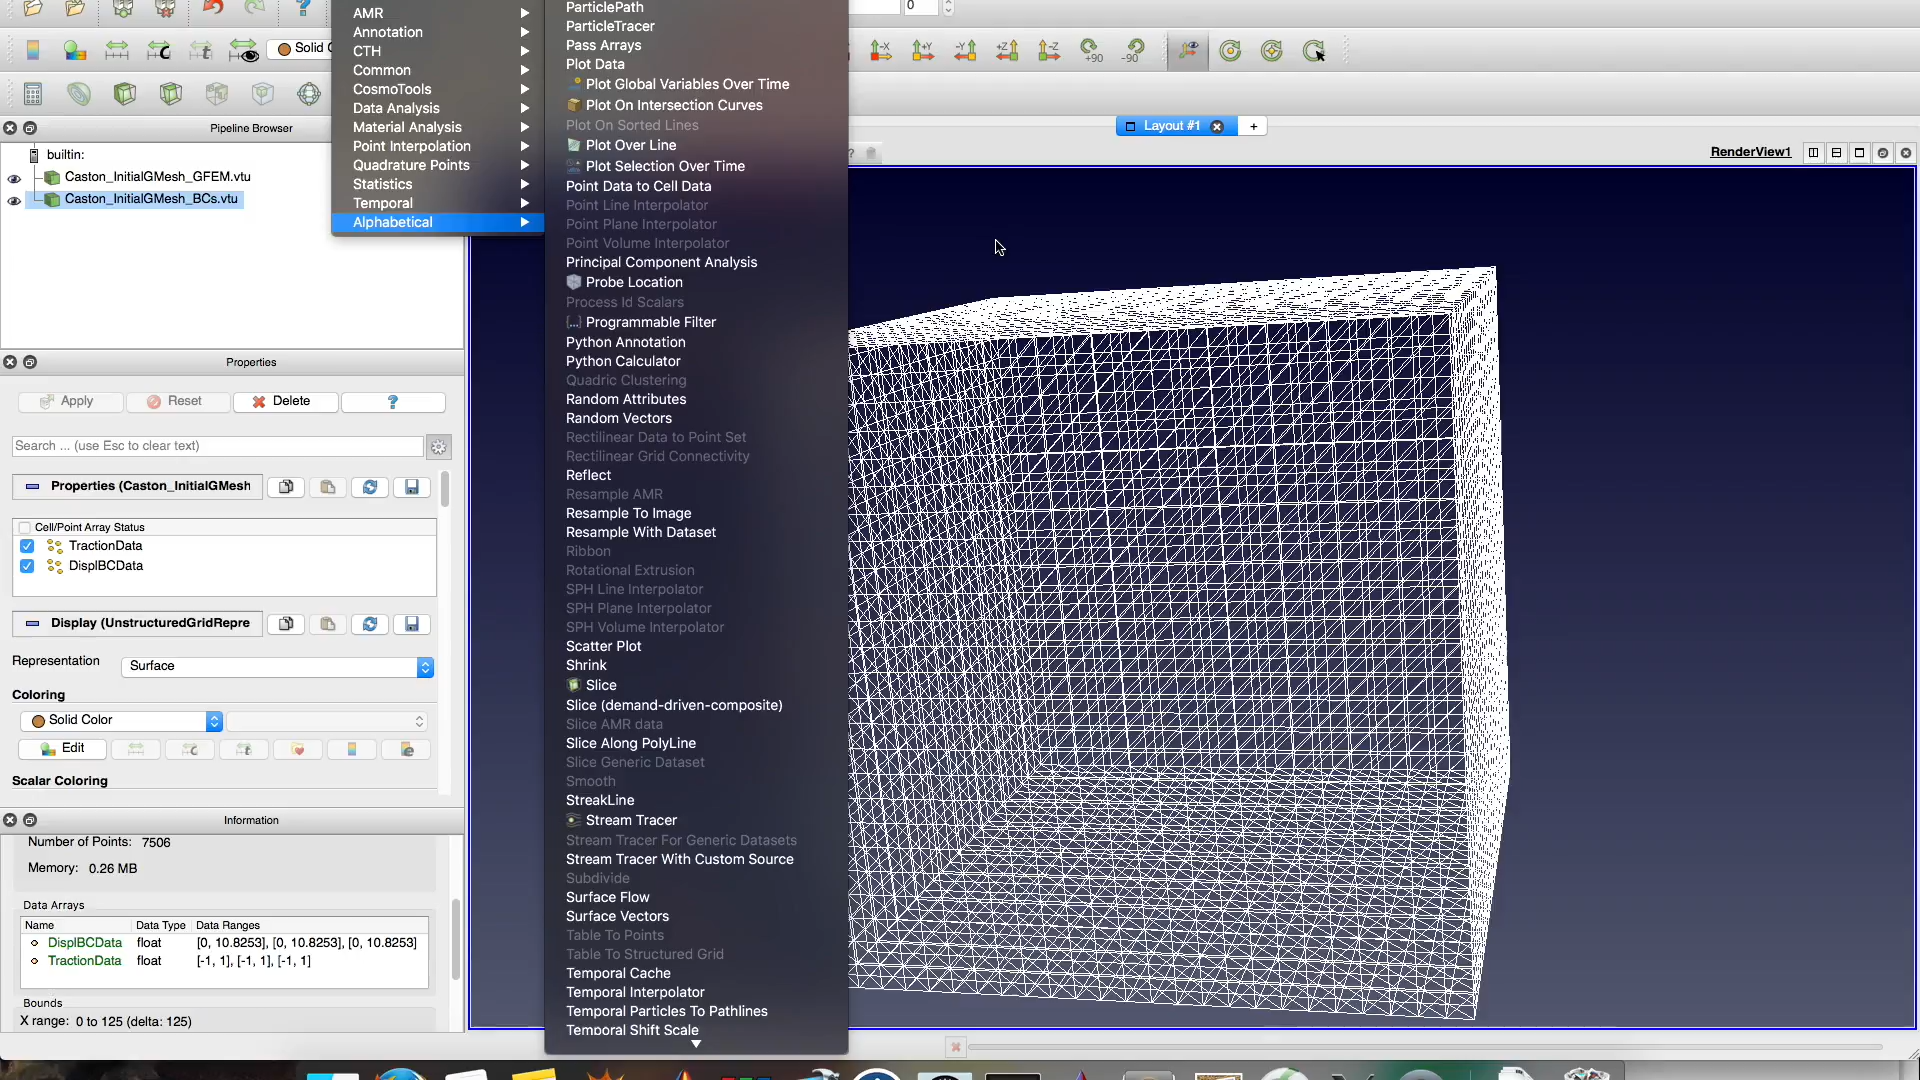 AMR
Annotation
CTH
Common
CosmoTools
Data Analysis
Material Analysis
Point Interpolation
Quadrature Points
Statistics
Temporal
Alphabetical
ParticlePath
ParticleTracer
Pass Arrays
Plot Data
Plot Global Variables Over Time
Plot On Intersection Curves
Plot On Sorted Lines
Plot Over Line
Plot Selection Over Time
Point Data to Cell Data
Point Line Interpolator
Point Plane Interpolator
Point Volume Interpolator
Principal Component Analysis
Probe Location
Process Id Scalars
Programmable Filter
Python Annotation
Python Calculator
Quadric Clustering
Random Attributes
Random Vectors
Rectilinear Data to Point Set
Rectilinear Grid Connectivity
Reflect
Resample AMR
Resample To Image
Resample With Dataset
Ribbon
Rotational Extrusion
SPH Line Interpolator
SPH Plane Interpolator
SPH Volume Interpolator
Scatter Plot
Shrink
Slice
Slice (demand-driven-composite)
Slice AMR data
Slice Along PolyLine
Slice Generic Dataset
Smooth
StreakLine
Stream Tracer
Stream Tracer For Generic Datasets
Stream Tracer With Custom Source
Subdivide
Surface Flow
Surface Vectors
Table To Points
Table To Structured Grid
Temporal Cache
Temporal Interpolator
Temporal Particles To Pathlines
Temporal Shift Scale
0
Solid C
-X +Y -Y +Z -Z +90 -90
Layout #1 +
RenderView1
Pipeline Browser
builtin:
Caston_InitialGMesh_GFEM.vtu
Caston_InitialGMesh_BCs.vtu
Properties
Apply Reset Delete ?
Search ... (use Esc to clear text)
Properties (Caston_InitialGMesh
Cell/Point Array Status
TractionData
DisplBCData
Display (UnstructuredGridRepre
Representation Surface
Coloring
Solid Color
Edit
Scalar Coloring
Information
Number of Points: 7506
Memory: 0.26 MB
Data Arrays
Name Data Type Data Ranges
DisplBCData float [0, 10.8253], [0, 10.8253], [0, 10.8253]
TractionData float [-1, 1], [-1, 1], [-1, 1]
Bounds
X range: 0 to 125 (delta: 125)